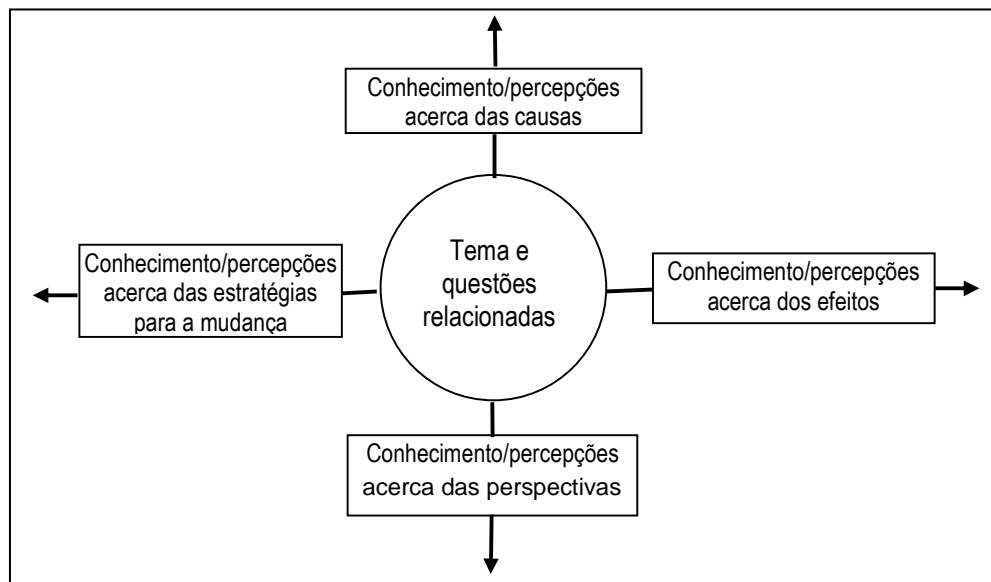 Conhecimento/percepções
acerca das causas
Tema e
questões
relacionadas
Conhecimento/percepções
acerca das estratégias
para a mudança
Conhecimento/percepções
acerca dos efeitos
Conhecimento/percepções
acerca das perspectivas